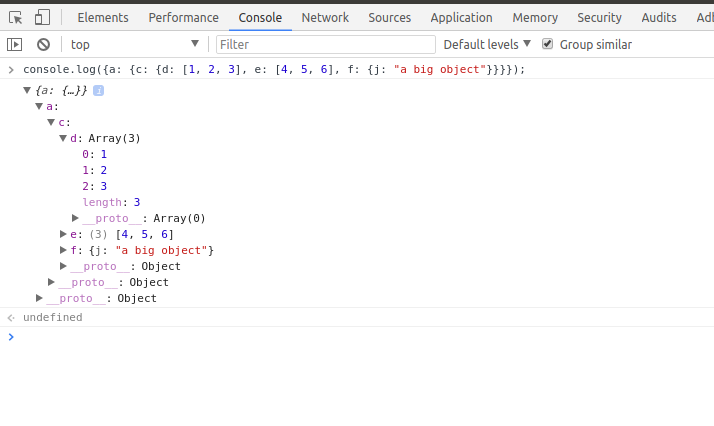 Elements Performance Console Network Sources Application Memory Security Audits Adl
top Filter Default levels Group similar
console.log({a: {c: {d: [1, 2, 3], e: [4, 5, 6], f: {j: "a big object"}}}});
{a: {…}} i
a:
c:
d: Array(3)
0: 1
1: 2
2: 3
length: 3
__proto__: Array(0)
e: (3) [4, 5, 6]
f: {j: "a big object"}
__proto__: Object
__proto__: Object
__proto__: Object
undefined